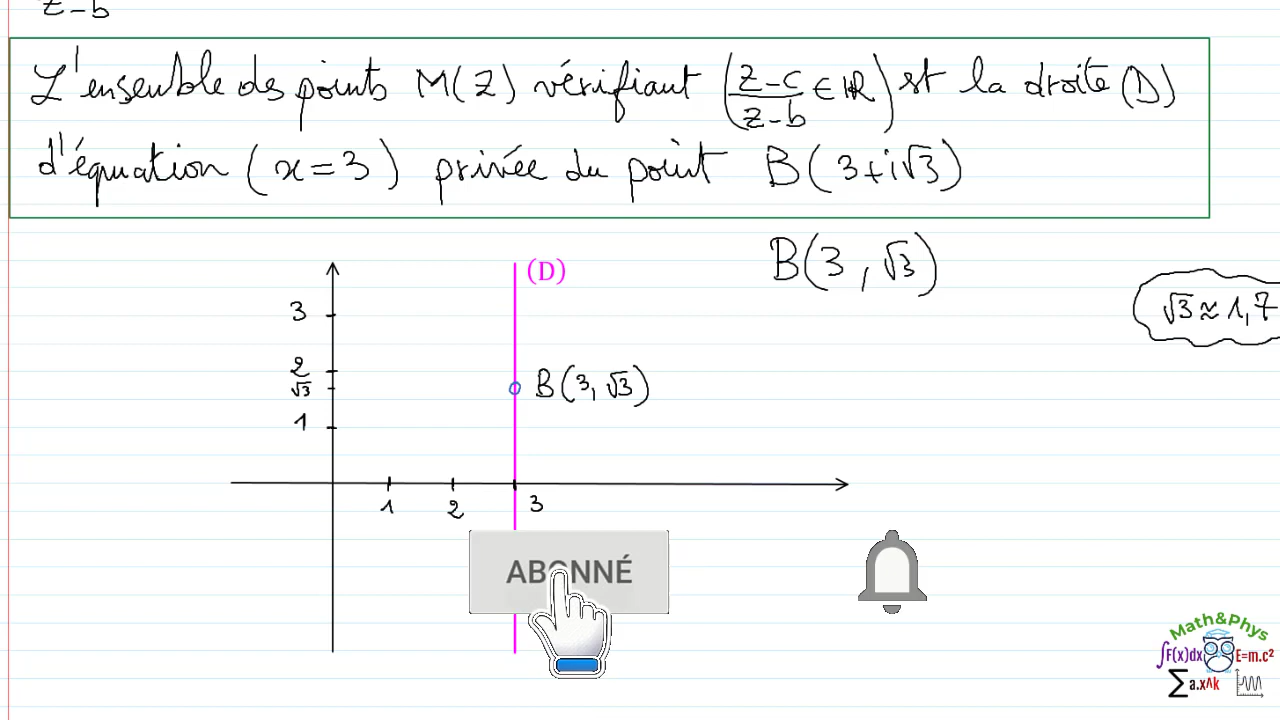 z-b
L'ensemble des points M(Z) vérifiant (z-c/z-b ∈ ℝ) est la droite (D)
d'équation (x=3) privée du point B(3+i√3)
B(3, √3)
(D)
√3≈1,7
3
2
√3
B(3, √3)
1
1 2 3
ABONNÉ
Math&Phys
∫F(x)dx E=m.c²
∑ a.x∧k